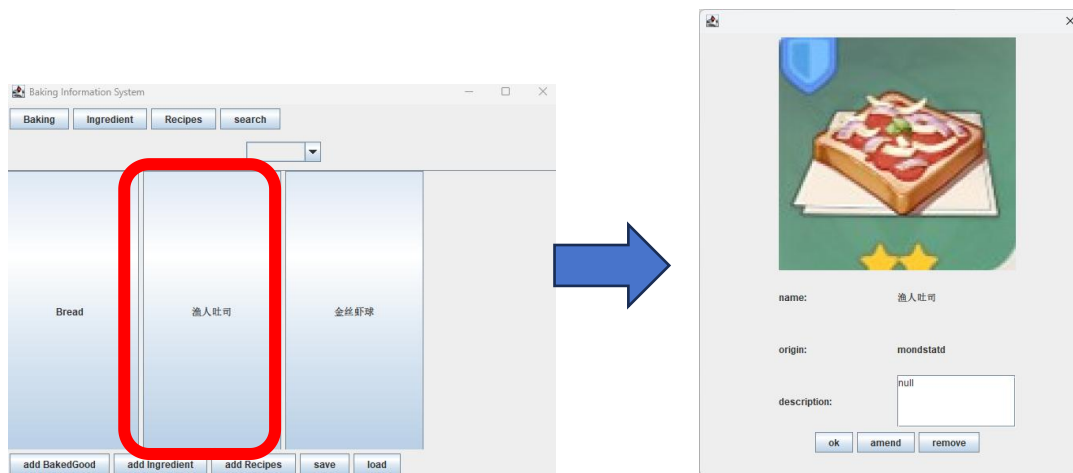 Baking Information System
Baking Ingredient Recipes search
Bread 渔人吐司 金丝虾球
add BakedGood add Ingredient add Recipes save load
name: 渔人吐司
origin: mondstatd
description: null
ok amend remove